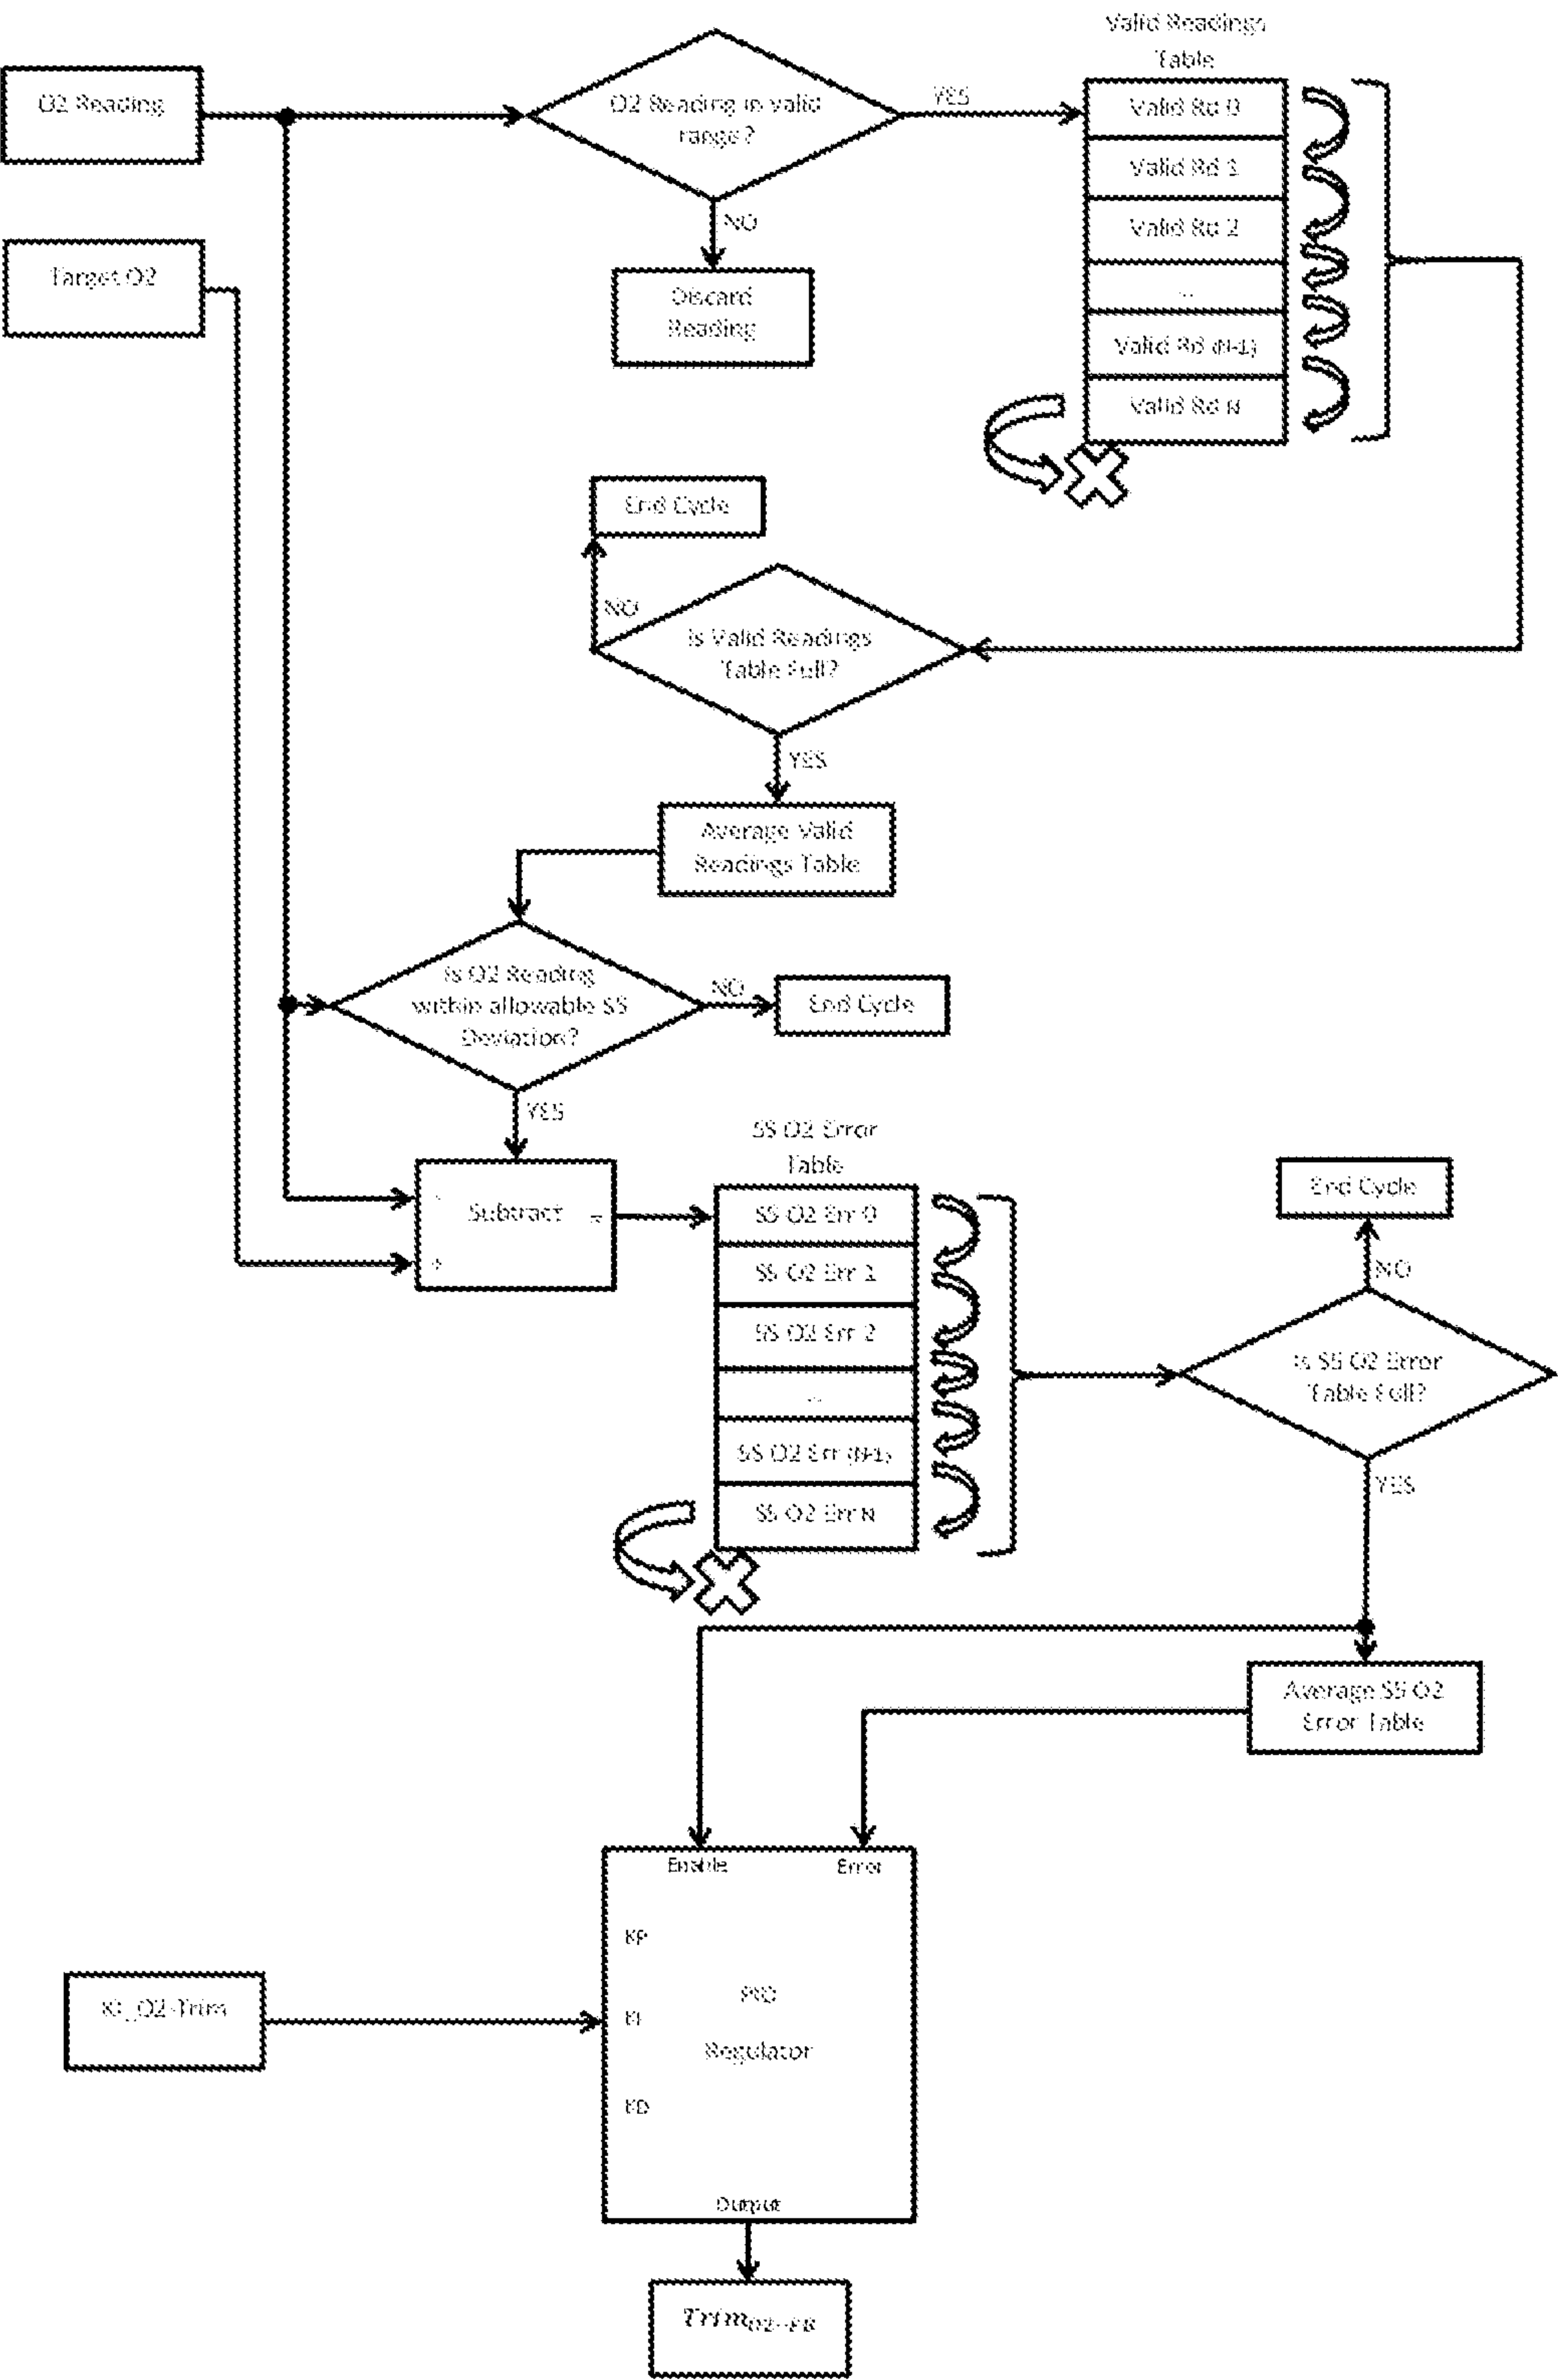 Valid Readings
Table
O2 Reading
O2 Reading in valid
range?
YES
Valid Rd 0
Valid Rd 1
Valid Rd 2
...
Valid Rd (N-1)
Valid Rd N
NO
Discard
Reading
Target O2
End Cycle
NO
Is Valid Readings
Table Full?
YES
Average Valid
Readings Table
Is O2 Reading
within allowable SS
Deviation?
NO
End Cycle
YES
Subtract
-
+
=
SS O2 Error
Table
SS O2 Err 0
SS O2 Err 1
SS O2 Err 2
...
SS O2 Err (N-1)
SS O2 Err N
End Cycle
NO
Is SS O2 Error
Table Full?
YES
Average SS O2
Error Table
Enable
Error
KP
KI
KD
PID
Regulator
Output
KI_O2-Trim
Trim O2-FB